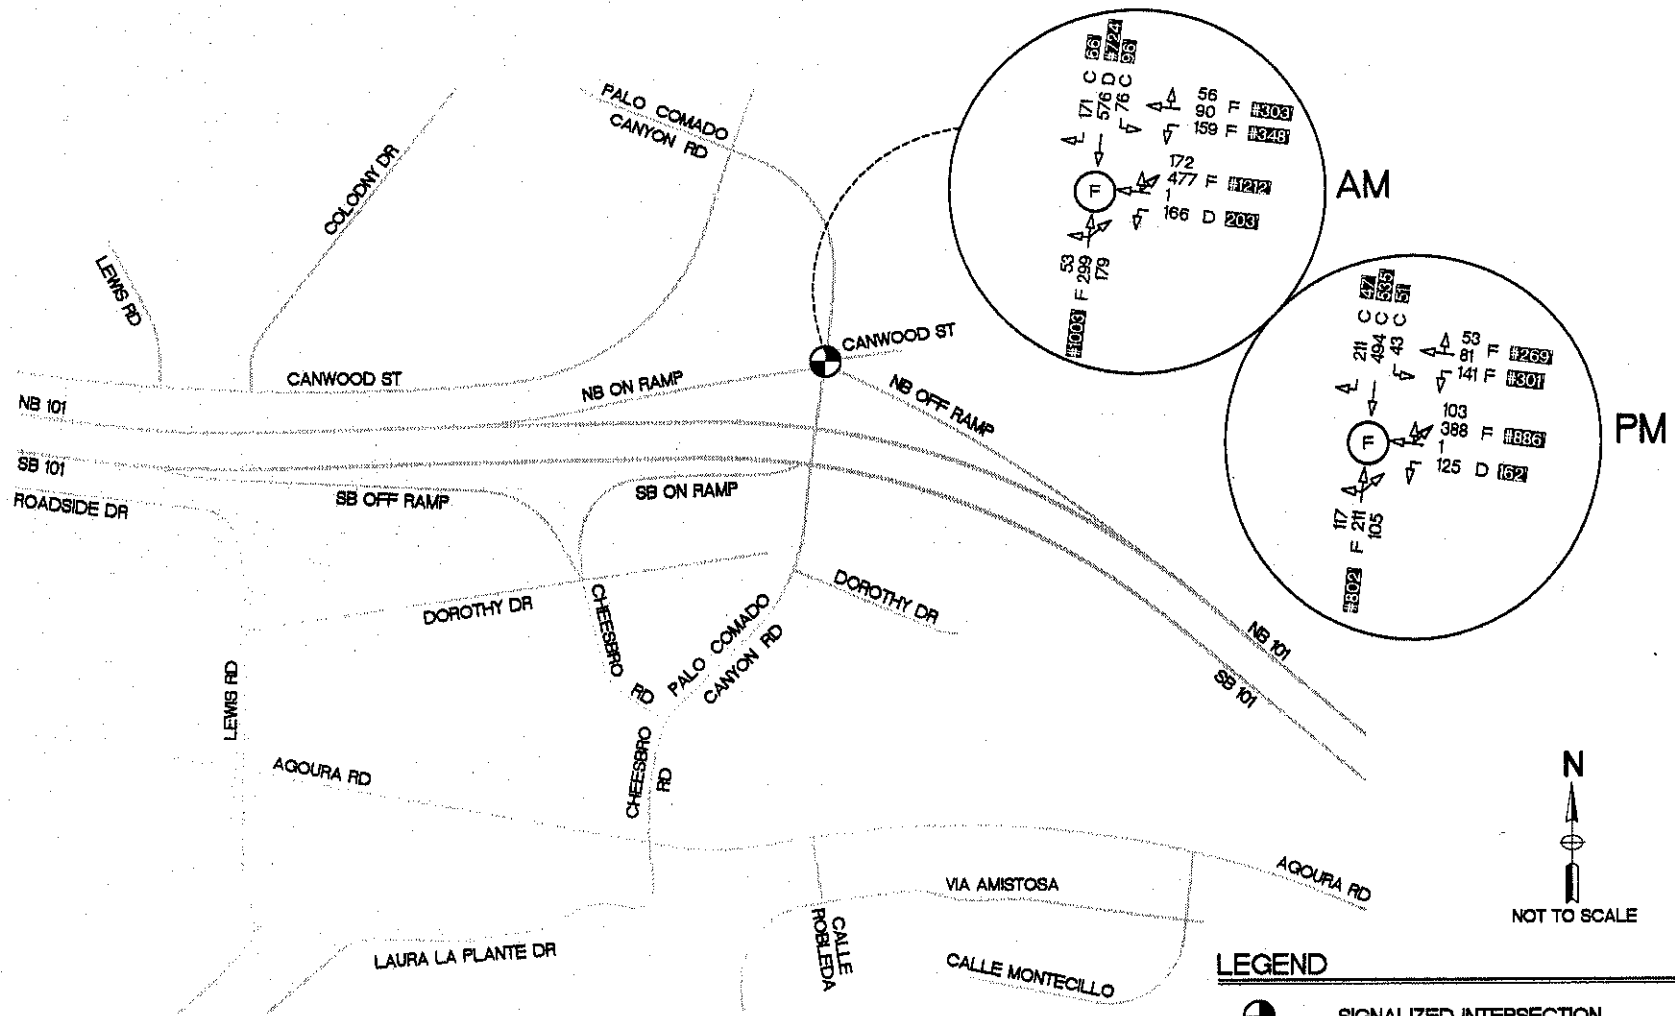 PALO COMADO
CANYON RD
COLODNY DR
LEWIS RD
CANWOOD ST
CANWOOD ST
NB ON RAMP
NB OFF RAMP
NB 101
SB 101
ROADSIDE DR
SB OFF RAMP
SB ON RAMP
DOROTHY DR
DOROTHY DR
CHEESBRO RD
PALO COMADO
CANYON RD
NB 101
SB 101
LEWIS RD
CHEESBRO
RD
AGOURA RD
AGOURA RD
VIA AMISTOSA
CALLE
ROBLEDA
CALLE MONTECILLO
LAURA LA PLANTE DR
AM
171 C 66'
576 D #724'
76 C 96'
56
90 F #303'
159 F #348'
172
477 F #1212'
1
166 D 203'
F
53
#1003' F 299
179
PM
211 C 47'
494 C 535'
43 C 51'
53
81 F #269'
141 F #301'
103
388 F #886'
1
125 D 162'
F
117
#802' F 211
105
N
NOT TO SCALE
LEGEND
SIGNALIZED INTERSECTION